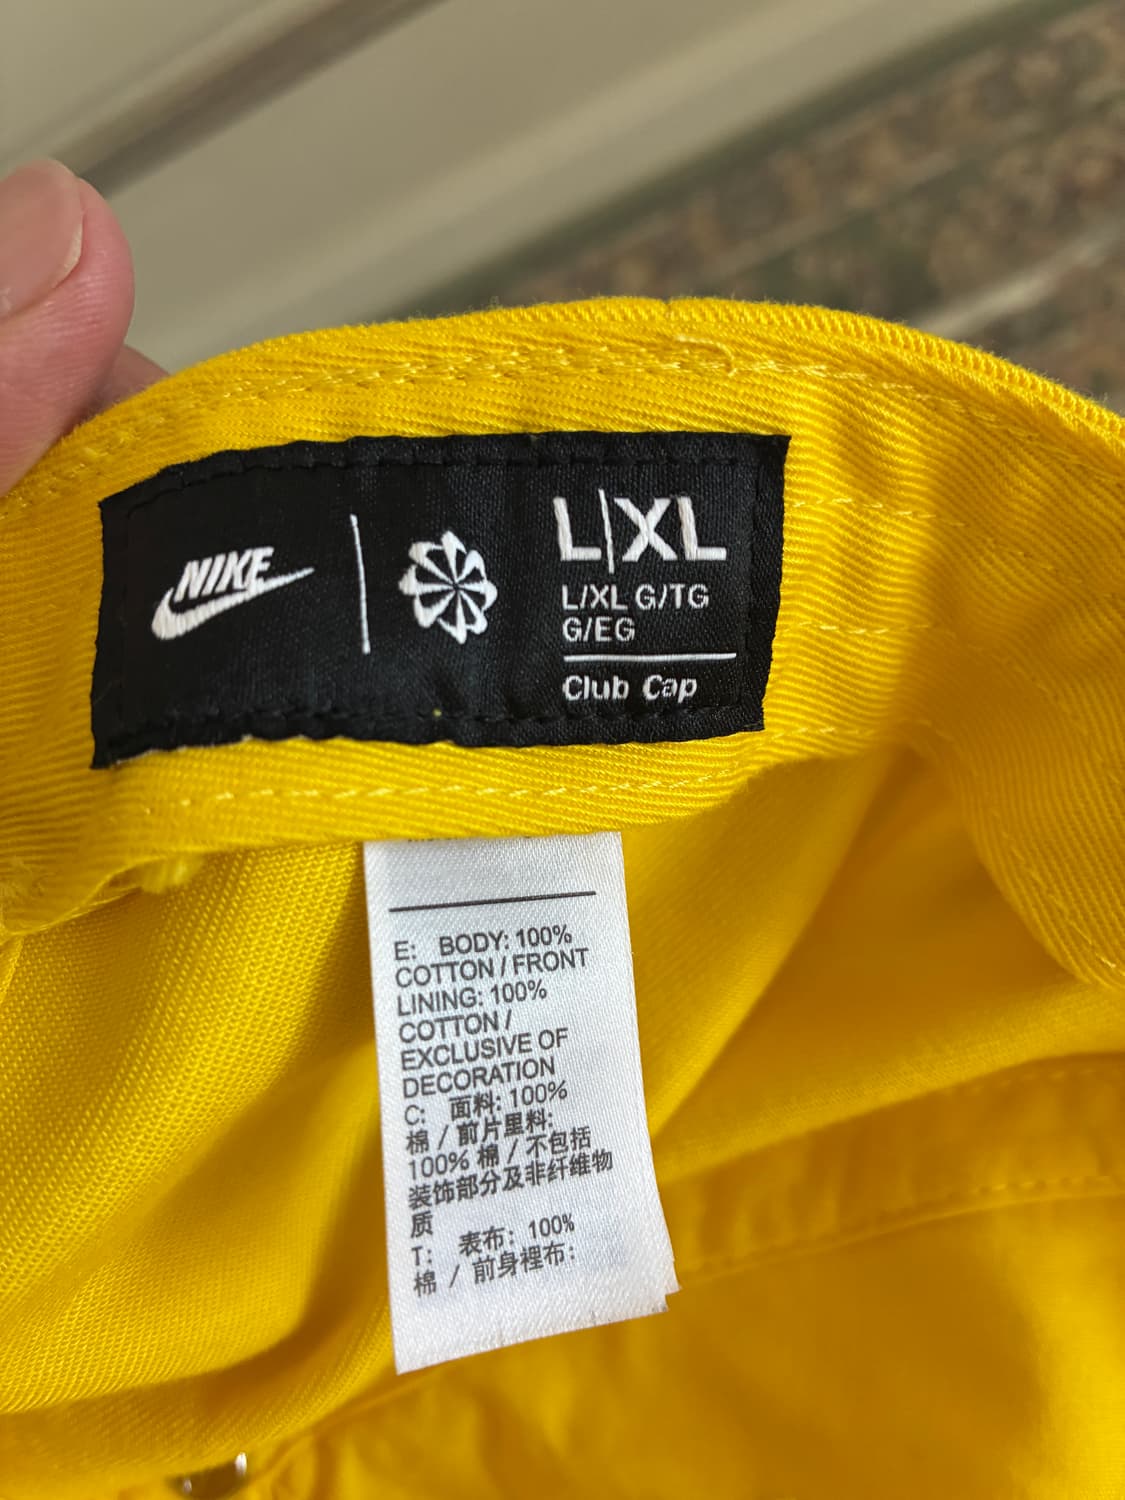 NIKE
L|XL
L/XL G/TG
G/EG
Club Cap
E: BODY: 100%
COTTON / FRONT
LINING: 100%
COTTON /
EXCLUSIVE OF
DECORATION
C: 面料: 100%
棉 / 前片里料:
100% 棉 / 不包括
装饰部分及非纤维物
质
T: 表布: 100%
棉 / 前身裡布: